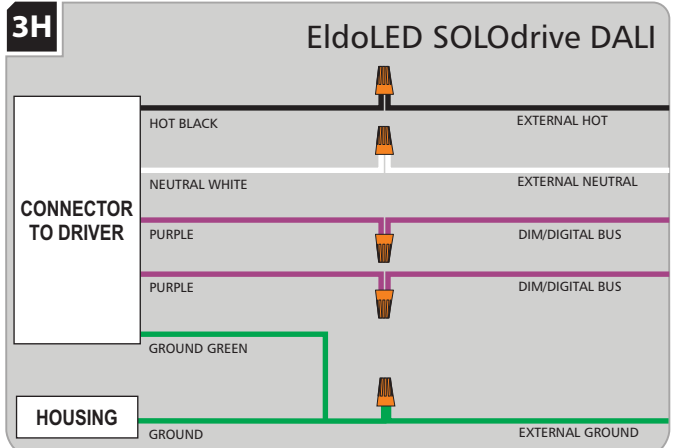 3H
EldoLED SOLOdrive DALI
HOT BLACK
EXTERNAL HOT
NEUTRAL WHITE
EXTERNAL NEUTRAL
CONNECTOR
TO DRIVER
PURPLE
DIM/DIGITAL BUS
PURPLE
DIM/DIGITAL BUS
GROUND GREEN
HOUSING
GROUND
EXTERNAL GROUND